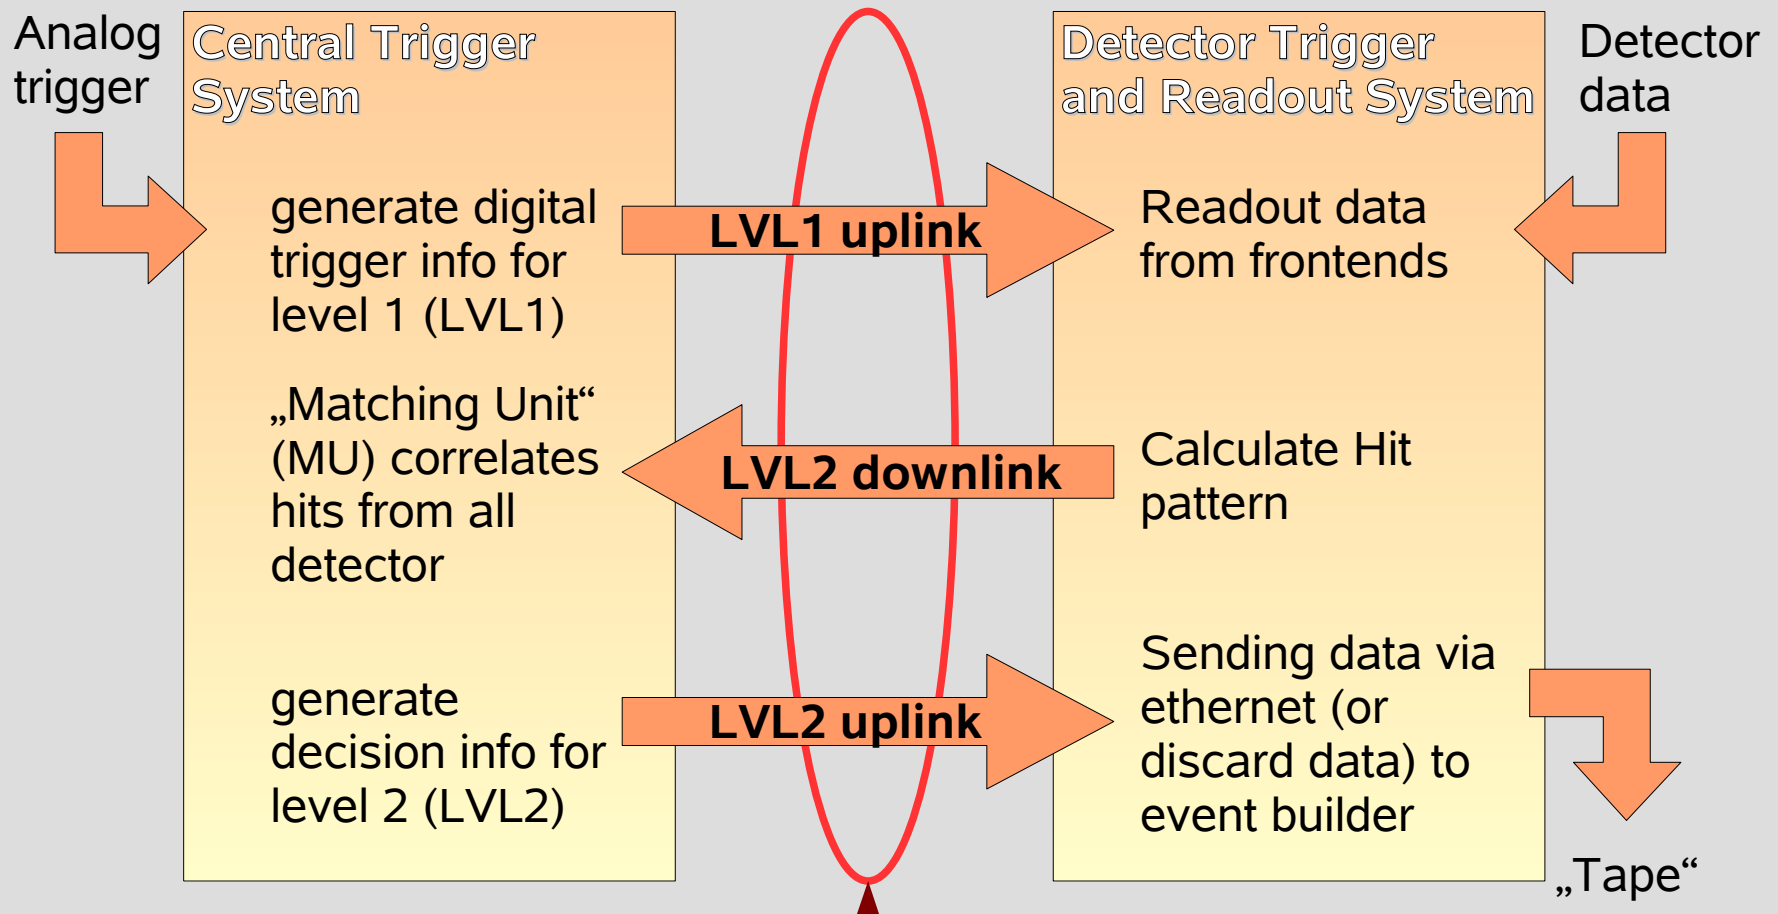 Analog
trigger
Central Trigger
System
generate digital
trigger info for
level 1 (LVL1)
„Matching Unit“
(MU) correlates
hits from all
detector
generate
decision info for
level 2 (LVL2)
LVL1 uplink
LVL2 downlink
LVL2 uplink
Detector Trigger
and Readout System
Readout data
from frontends
Calculate Hit
pattern
Sending data via
ethernet (or
discard data) to
event builder
Detector
data
„Tape“